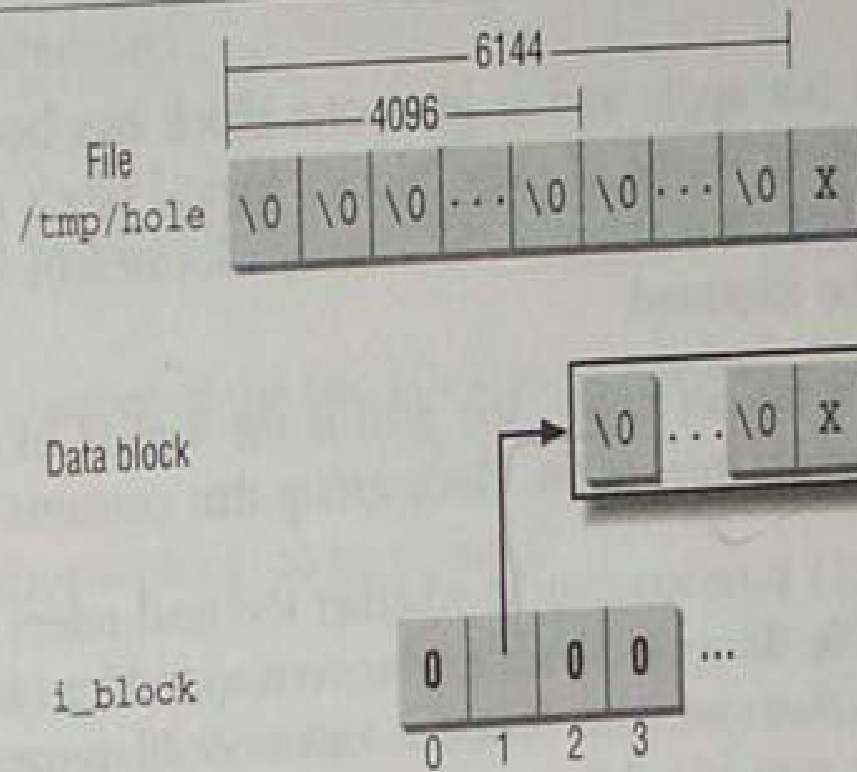 6144
4096
File
/tmp/hole \0 \0 \0 ... \0 \0 ... \0 X
Data block \0 ... \0 X
i_block 0 0 0 ...
0 1 2 3